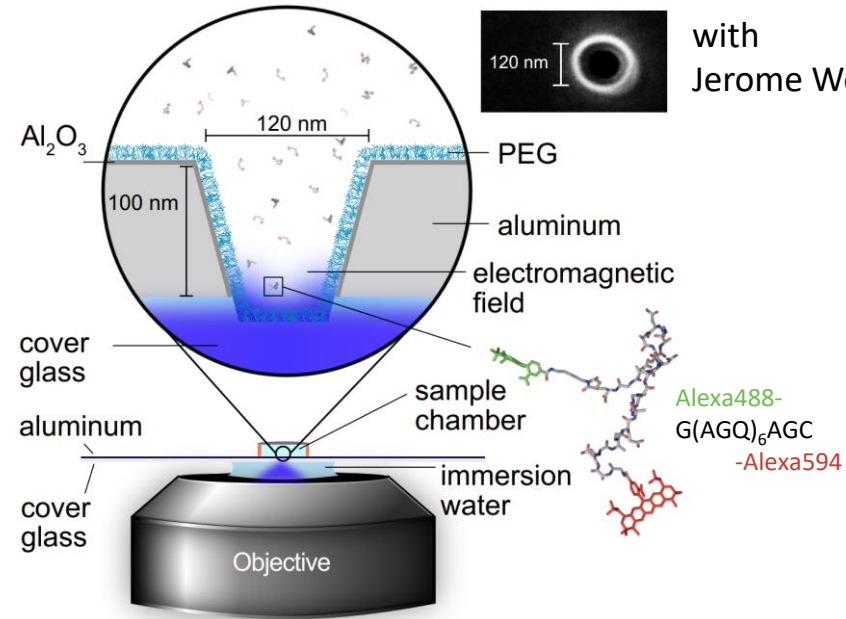 120 nm
with
Jerome
Al₂O₃
120 nm
PEG
100 nm
aluminum
electromagnetic
field
cover
glass
sample
chamber
Alexa488-
G(AGQ)₆AGC
-Alexa594
aluminum
immersion
water
cover
glass
Objective